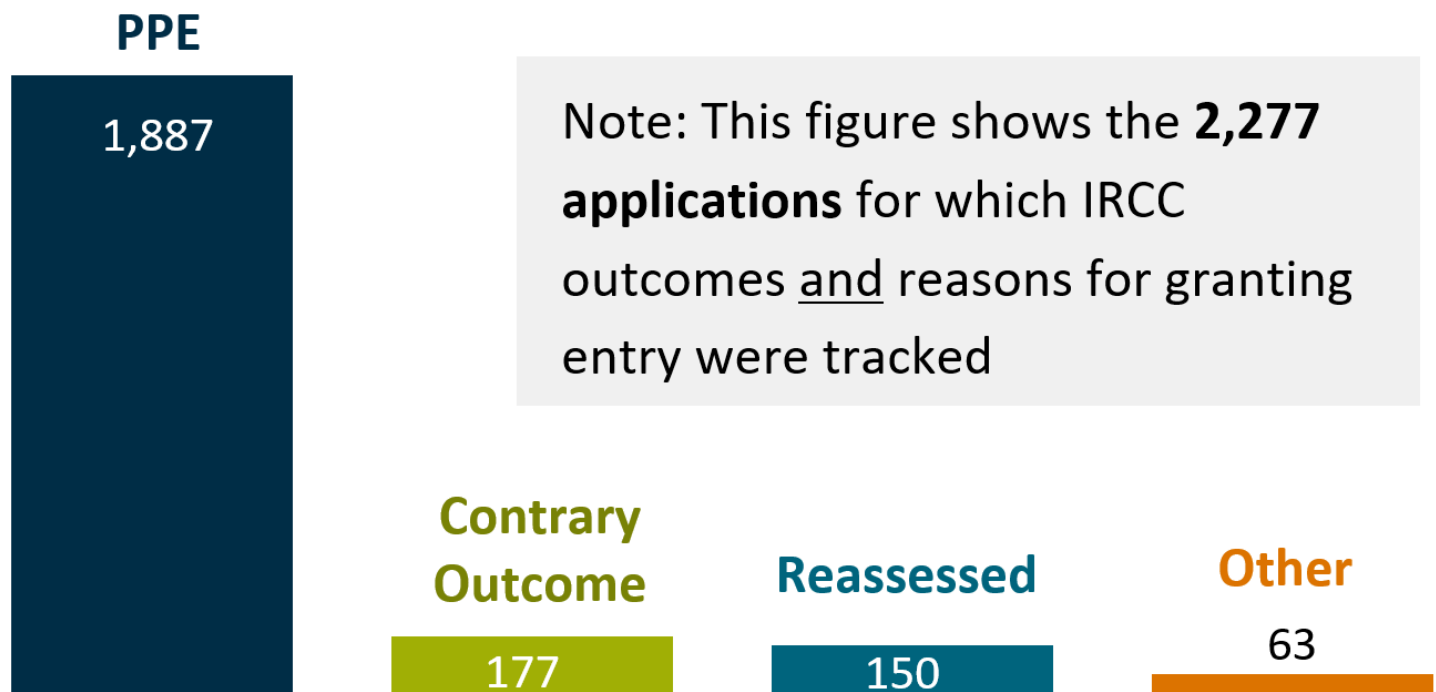 PPE
1,887
Note: This figure shows the 2,277
applications for which IRCC
outcomes and reasons for granting
entry were tracked
Contrary
Outcome
177
Reassessed
150
Other
63